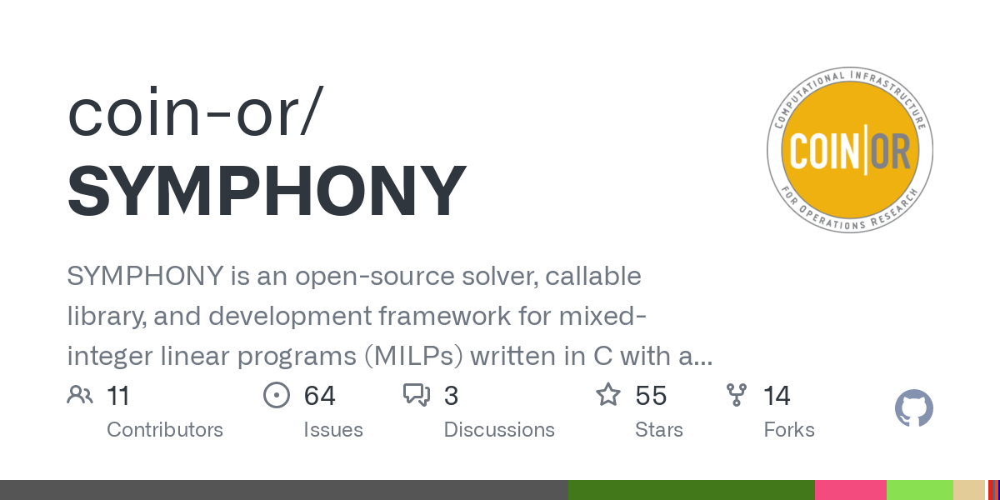 coin-or/
SYMPHONY
COMPUTATIONAL INFRASTRUCTURE
COIN|OR
FOR OPERATIONS RESEARCH
SYMPHONY is an open-source solver, callable
library, and development framework for mixed-
integer linear programs (MILPs) written in C with a...
11
Contributors
64
Issues
3
Discussions
55
Stars
14
Forks